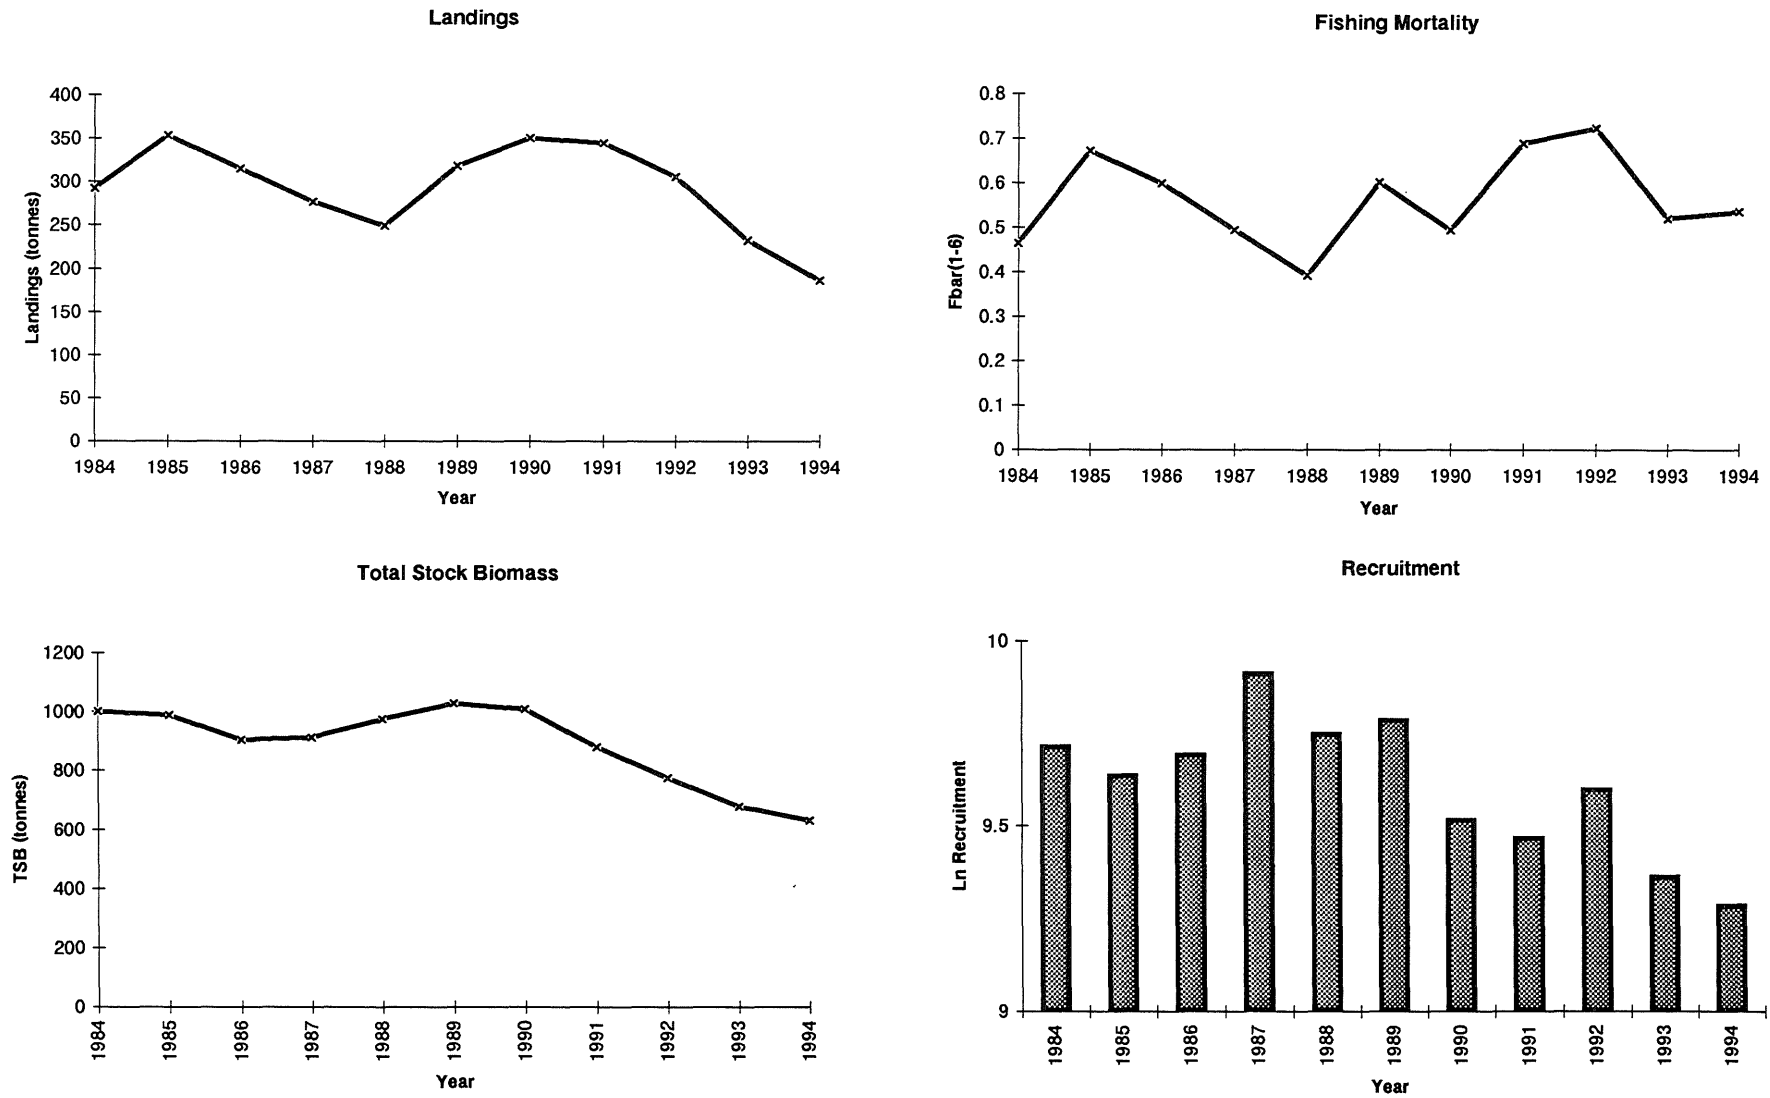 Landings
400
350
300
250
200
150
100
50
0
Landings (tonnes)
1984 1985 1986 1987 1988 1989 1990 1991 1992 1993 1994
Year
Fishing Mortality
0.8
0.7
0.6
0.5
0.4
0.3
0.2
0.1
0
Fbar(1-6)
1984 1985 1986 1987 1988 1989 1990 1991 1992 1993 1994
Year
Total Stock Biomass
1200
1000
800
600
400
200
0
TSB (tonnes)
1984 1985 1986 1987 1988 1989 1990 1991 1992 1993 1994
Year
Recruitment
10
9.5
9
Ln Recruitment
1984 1985 1986 1987 1988 1989 1990 1991 1992 1993 1994
Year